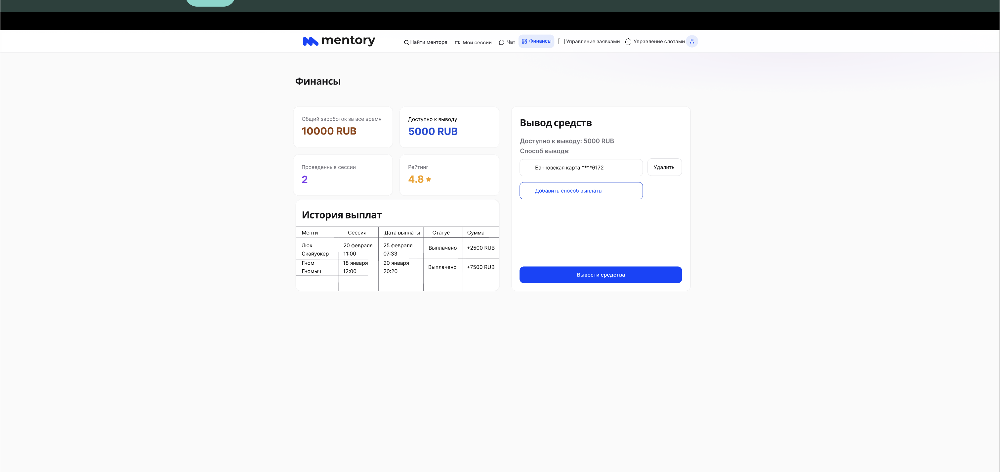 mentory
Найти ментора
Мои сессии
Чат
Финансы
Управление заявками
Управление слотами
Финансы
Общий зароботок за все время
10000 RUB
Доступно к выводу
5000 RUB
Проведенные сессии
2
Рейтинг
4.8
История выплат
Менти Сессия Дата выплаты Статус Сумма
Люк 20 февраля 25 февраля
Выплачено +2500 RUB
Скайуокер 11:00 07:33
Гном 18 января 20 января
Выплачено +7500 RUB
Гномыч 12:00 20:20
Вывод средств
Доступно к выводу: 5000 RUB
Способ вывода:
Банковская карта ****6172
Удалить
Добавить способ выплаты
Вывести средства